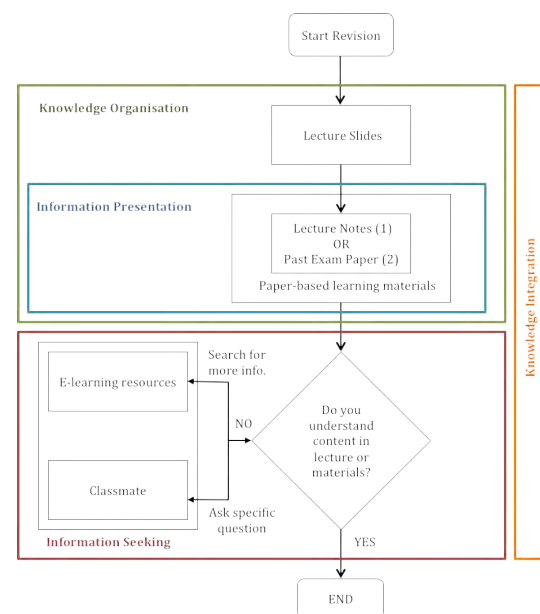 Start Revision
Knowledge Organisation
Lecture Slides
Information Presentation
Lecture Notes (1)
OR
Past Exam Paper (2)
Paper-based learning materials
Knowledge Integration
Search for
more info.
E-learning resources
Do you
understand
content in
lecture or
materials?
NO
Classmate
Ask specific
question
Information Seeking
YES
END